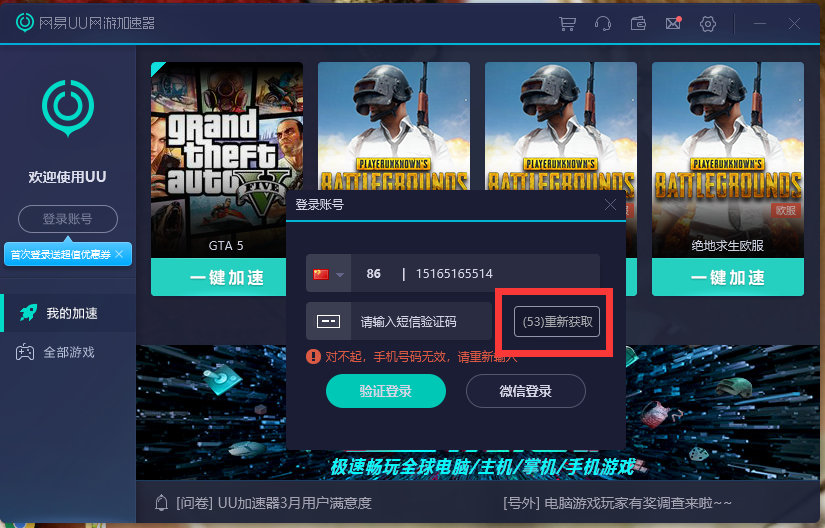 网易UU网游加速器
欢迎使用UU
登录账号
首次登录送超值优惠券
我的加速
全部游戏
grand
theft
auto
FIVE
GTA 5
一键加速
PLAYERUNKNOWN'S
BATTLEGROUNDS
PLAYERUNKNOWN'S
BATTLEGROUNDS
PLAYERUNKNOWN'S
BATTLEGROUNDS
欧服
绝地求生欧服
一键加速
登录账号
86 | 15165165514
请输入短信验证码
(53)重新获取
对不起，手机号码无效，请重新输入
验证登录
微信登录
极速畅玩全球电脑/主机/掌机/手机游戏
[问卷] UU加速器3月用户满意度
[号外] 电脑游戏玩家有奖调查来啦~~